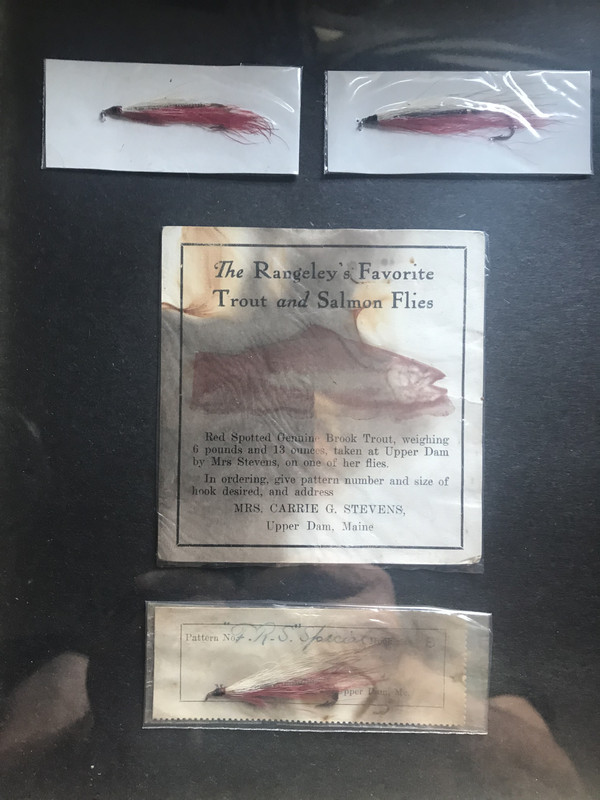 The Rangeley's Favorite
Trout and Salmon Flies
Red Spotted Genuine Brook Trout, weighing
6 pounds and 13 ounces, taken at Upper Dam
by Mrs Stevens, on one of her flies.
In ordering, give pattern number and size of
hook desired, and address
MRS. CARRIE G. STEVENS,
Upper Dam, Maine
Pattern No. Special
Upper Dam, Me.